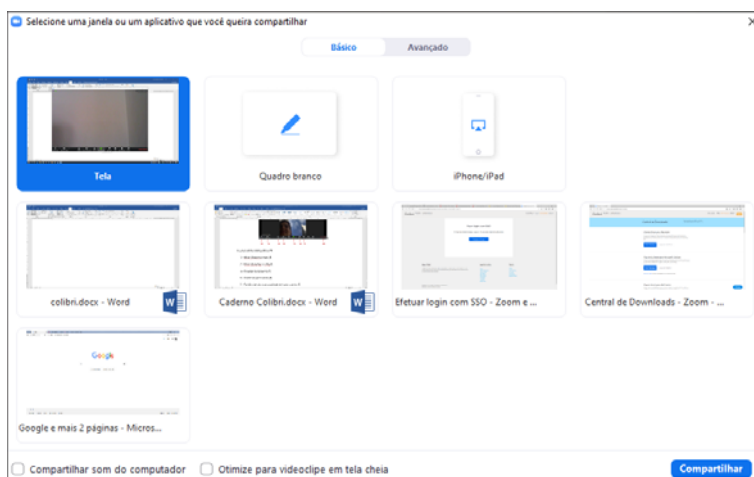 Selecione uma janela ou um aplicativo que você queira compartilhar
Básico Avançado
Tela Quadro branco iPhone/iPad
colibri.docx - Word Caderno Colibri.docx - Word Efetuar login com SSO - Zoom e ... Central de Downloads - Zoom - ...
Google
Google e mais 2 páginas - Micros...
Compartilhar som do computador Otimize para videoclipe em tela cheia Compartilhar